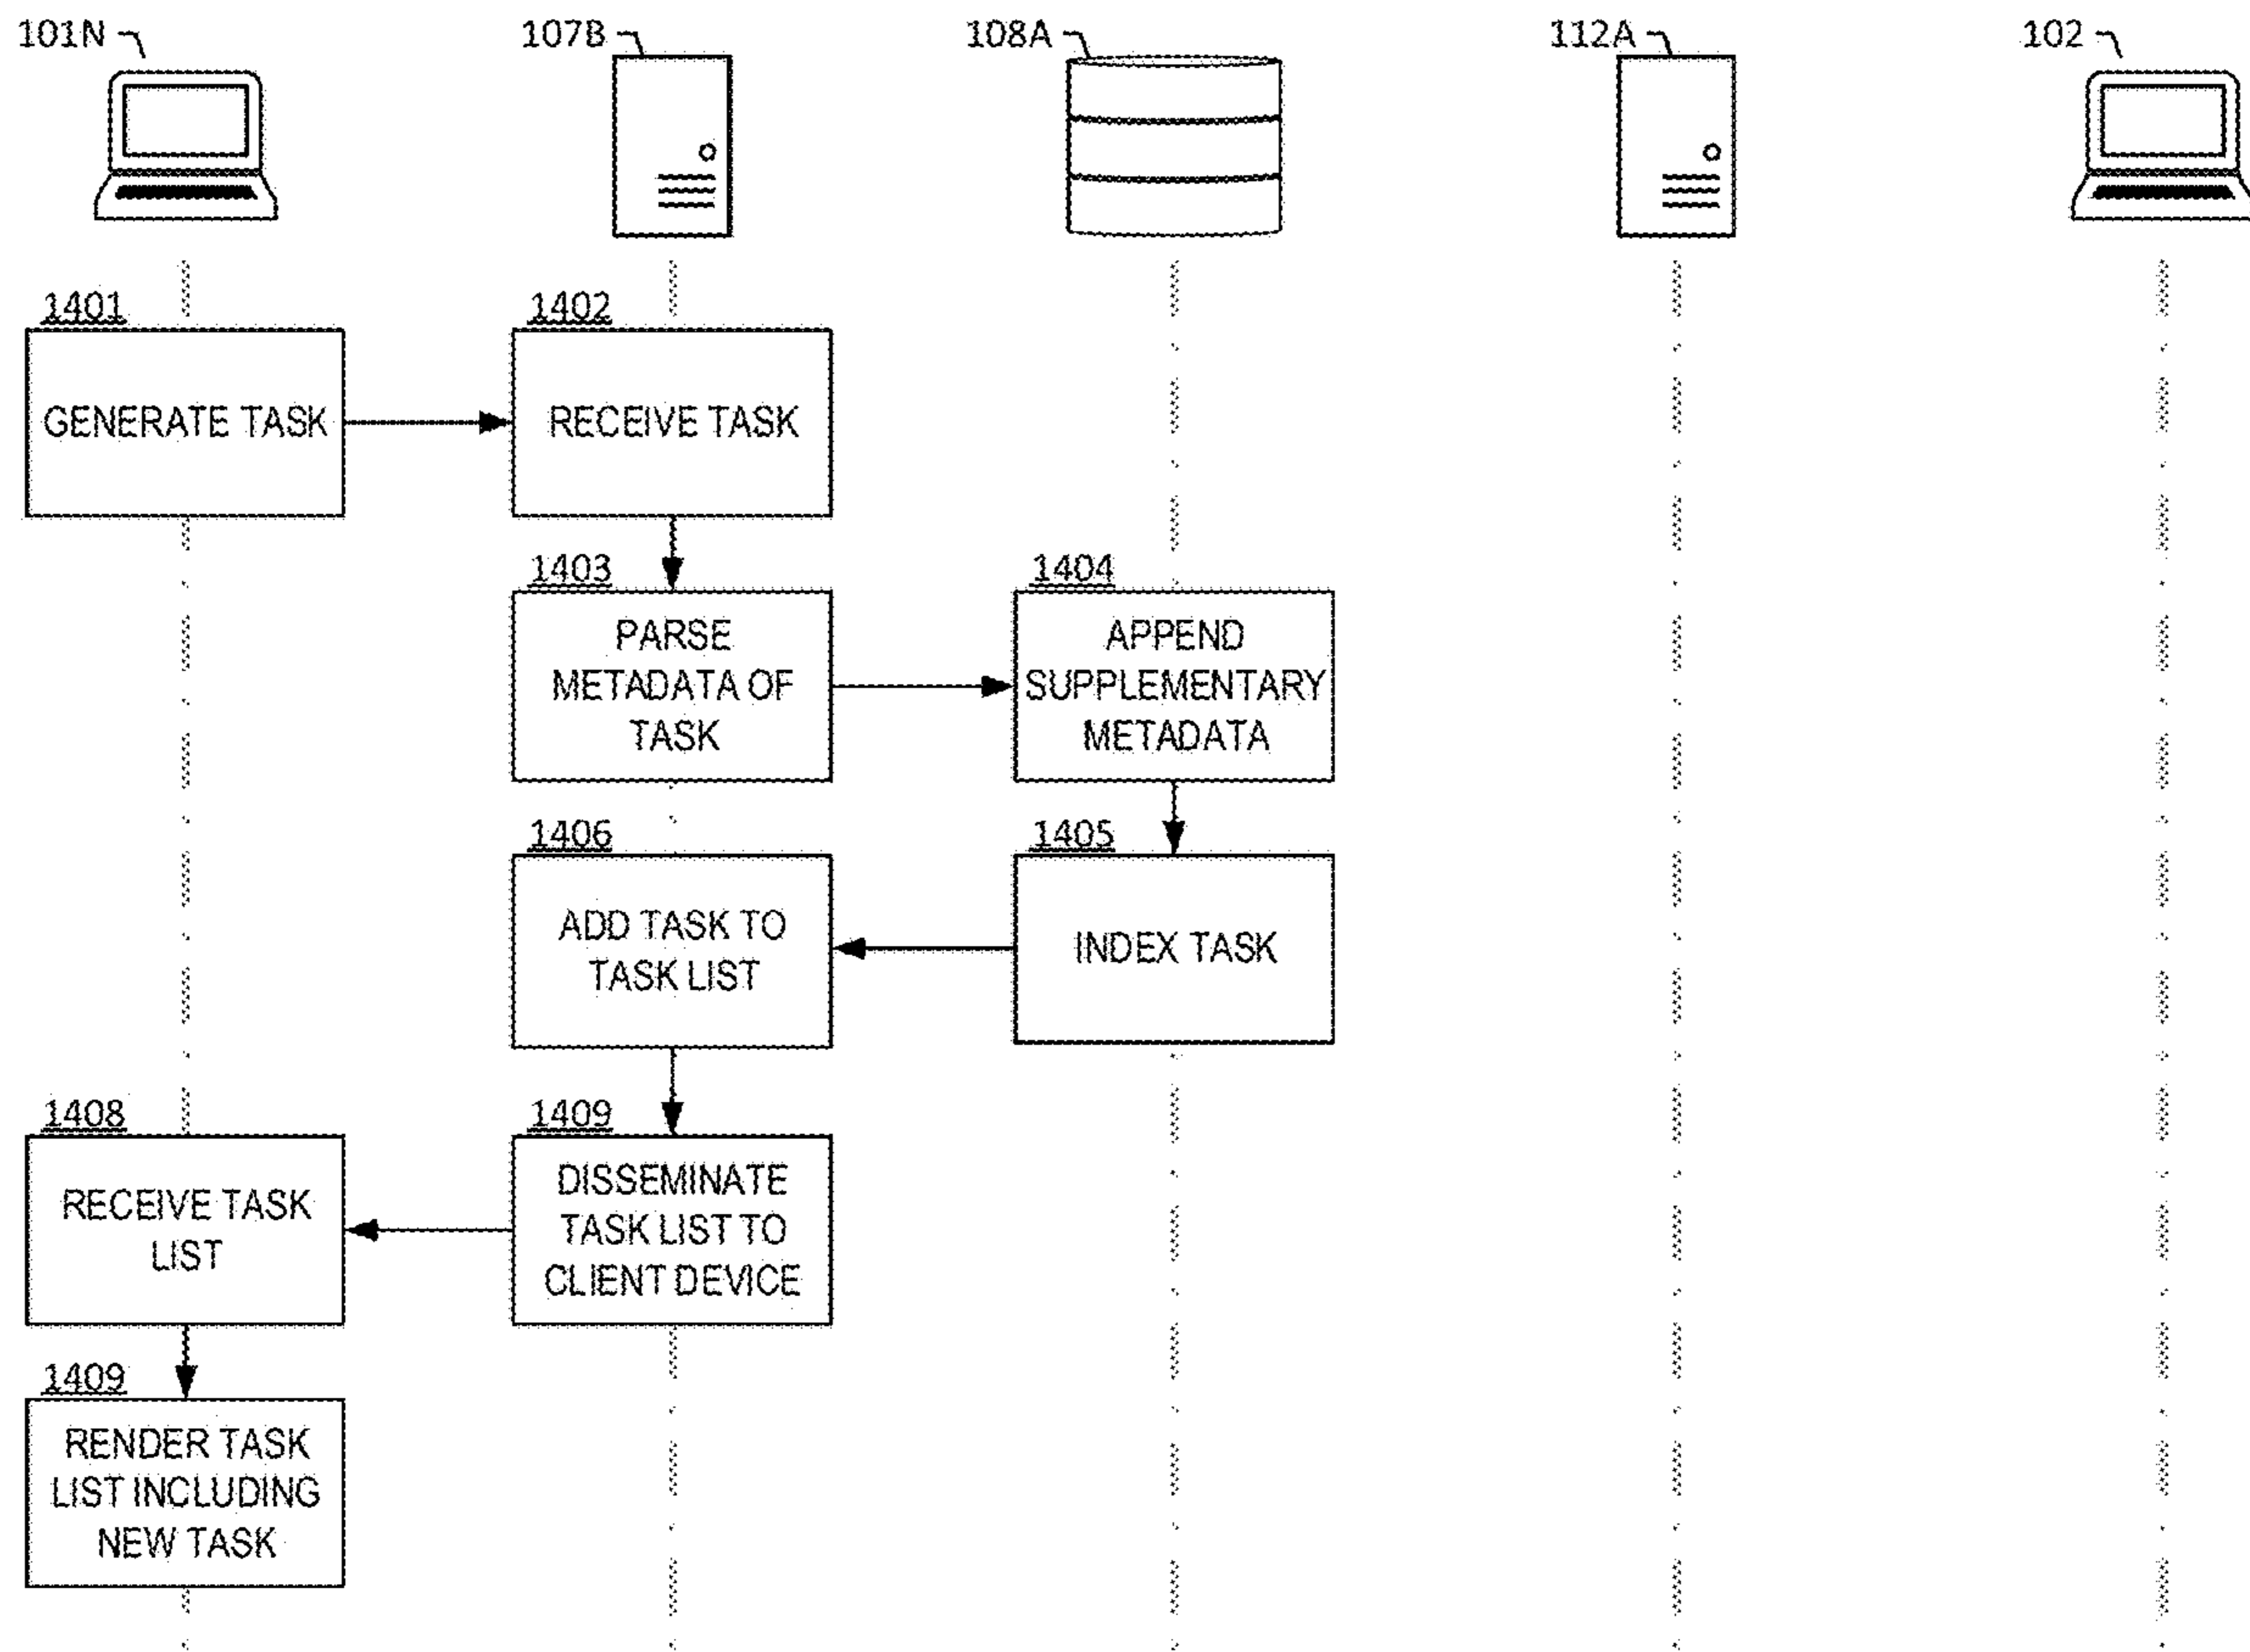 101N
107B
108A
112A
102
1401
GENERATE TASK
1402
RECEIVE TASK
1403
PARSE
METADATA OF
TASK
1404
APPEND
SUPPLEMENTARY
METADATA
1406
ADD TASK TO
TASK LIST
1405
INDEX TASK
1408
RECEIVE TASK
LIST
1409
DISSEMINATE
TASK LIST TO
CLIENT DEVICE
1409
RENDER TASK
LIST INCLUDING
NEW TASK